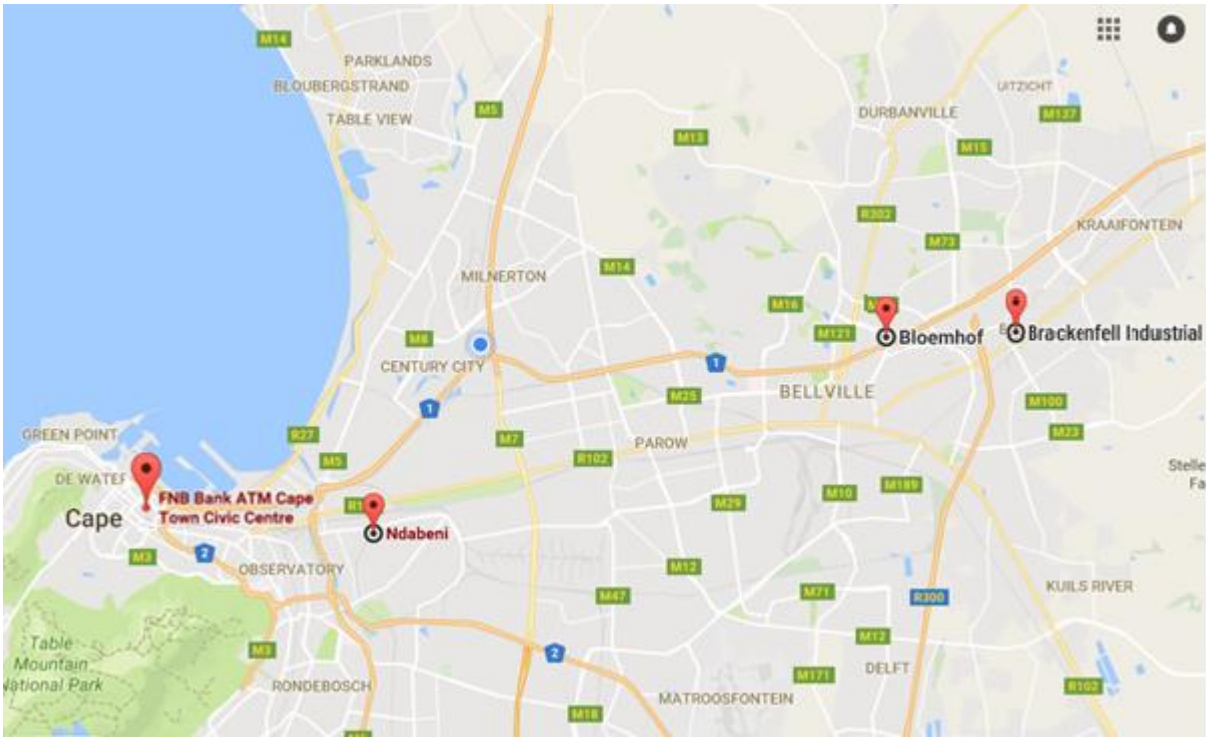 M14
PARKLANDS
BLOUBERGSTRAND
M5
TABLE VIEW
UITZICHT
DURBANVILLE
M137
M13
M15
R302
KRAAIFONTEIN
M73
MILNERTON
M14
M16
M8
M121
Bloemhof
Brackenfell Industrial
CENTURY CITY
1
BELLVILLE
M25
M100
1
GREEN POINT
R27
M7
PAROW
M23
M5
R102
Stelle
Fa
DE WATER
FNB Bank ATM Cape
Town Civic Centre
Cape
M10
M189
M29
Ndabeni
M3
2
OBSERVATORY
M12
KUILS RIVER
M47
M71
R300
M12
Table
Mountain
National Park
M3
2
DELFT
M171
RONDEBOSCH
MATROOSFONTEIN
R102
M18